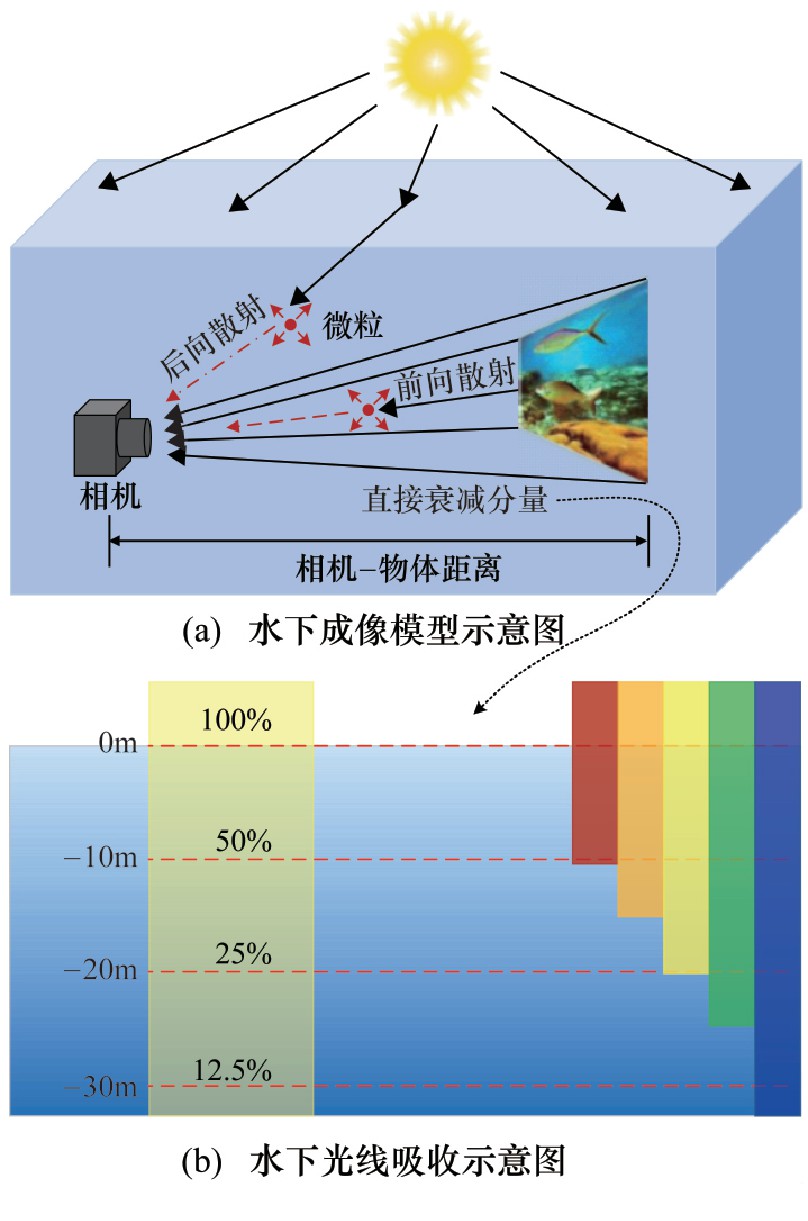 后向散射
微粒
前向散射
相机
直接衰减分量
相机–物体距离
(a) 水下成像模型示意图
100%
0m
50%
−10m
25%
−20m
12.5%
−30m
(b) 水下光线吸收示意图